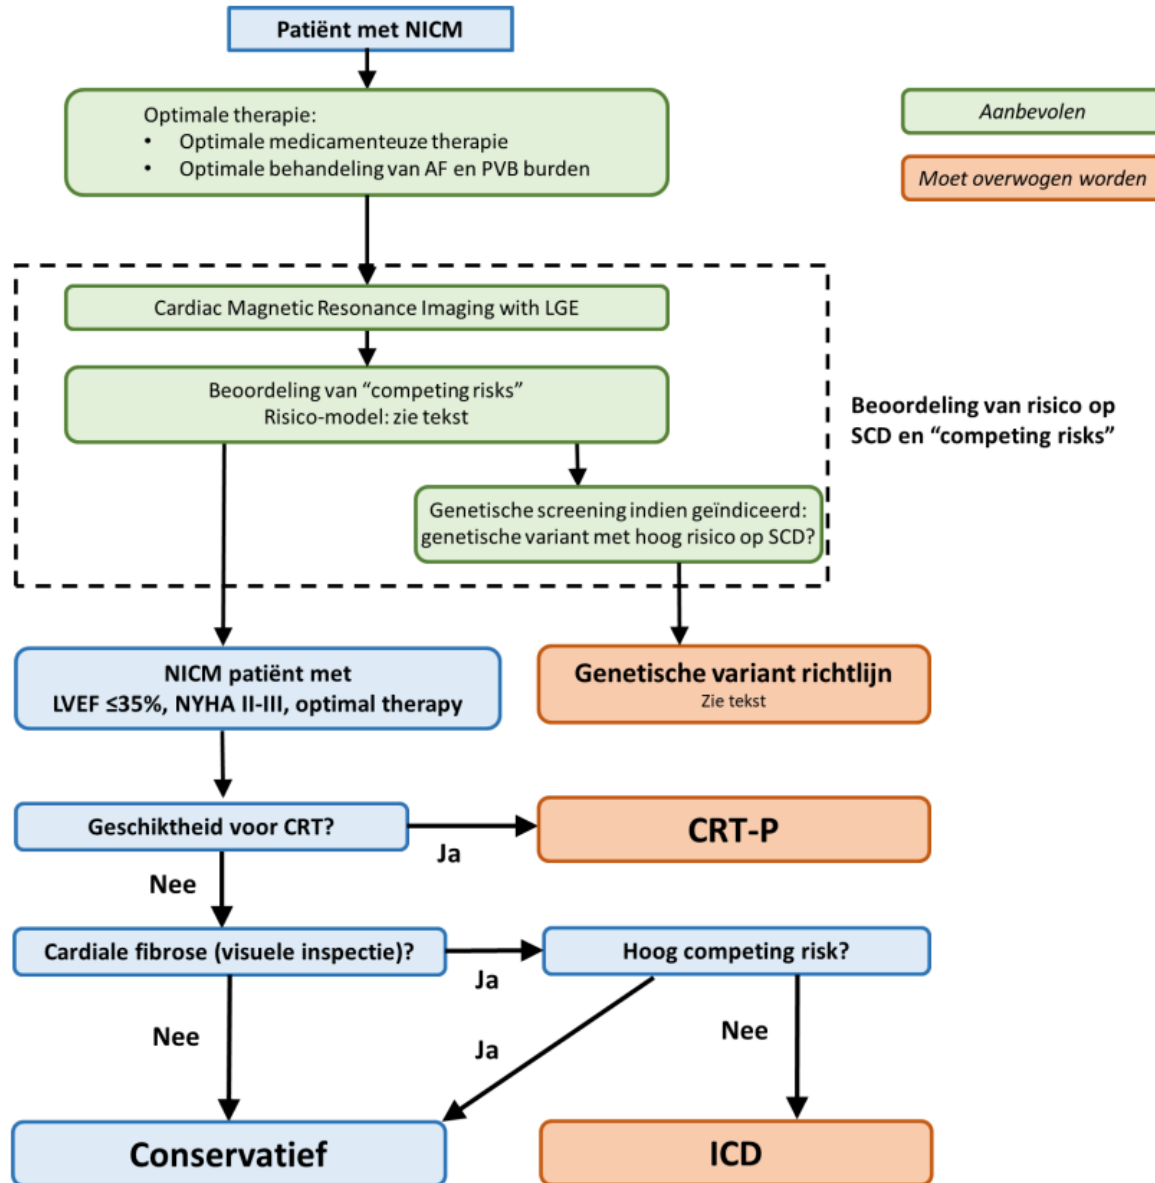 Patiënt met NICM
Optimale therapie:
• Optimale medicamenteuze therapie
• Optimale behandeling van AF en PVB burden
Aanbevolen
Moet overwogen worden
Cardiac Magnetic Resonance Imaging with LGE
Beoordeling van “competing risks”
Risico-model: zie tekst
Beoordeling van risico op
SCD en “competing risks”
Genetische screening indien geïndiceerd:
genetische variant met hoog risico op SCD?
NICM patiënt met
LVEF ≤35%, NYHA II-III, optimal therapy
Genetische variant richtlijn
Zie tekst
Geschiktheid voor CRT?
Ja
CRT-P
Nee
Cardiale fibrose (visuele inspectie)?
Ja
Hoog competing risk?
Nee
Ja
Nee
Conservatief
ICD